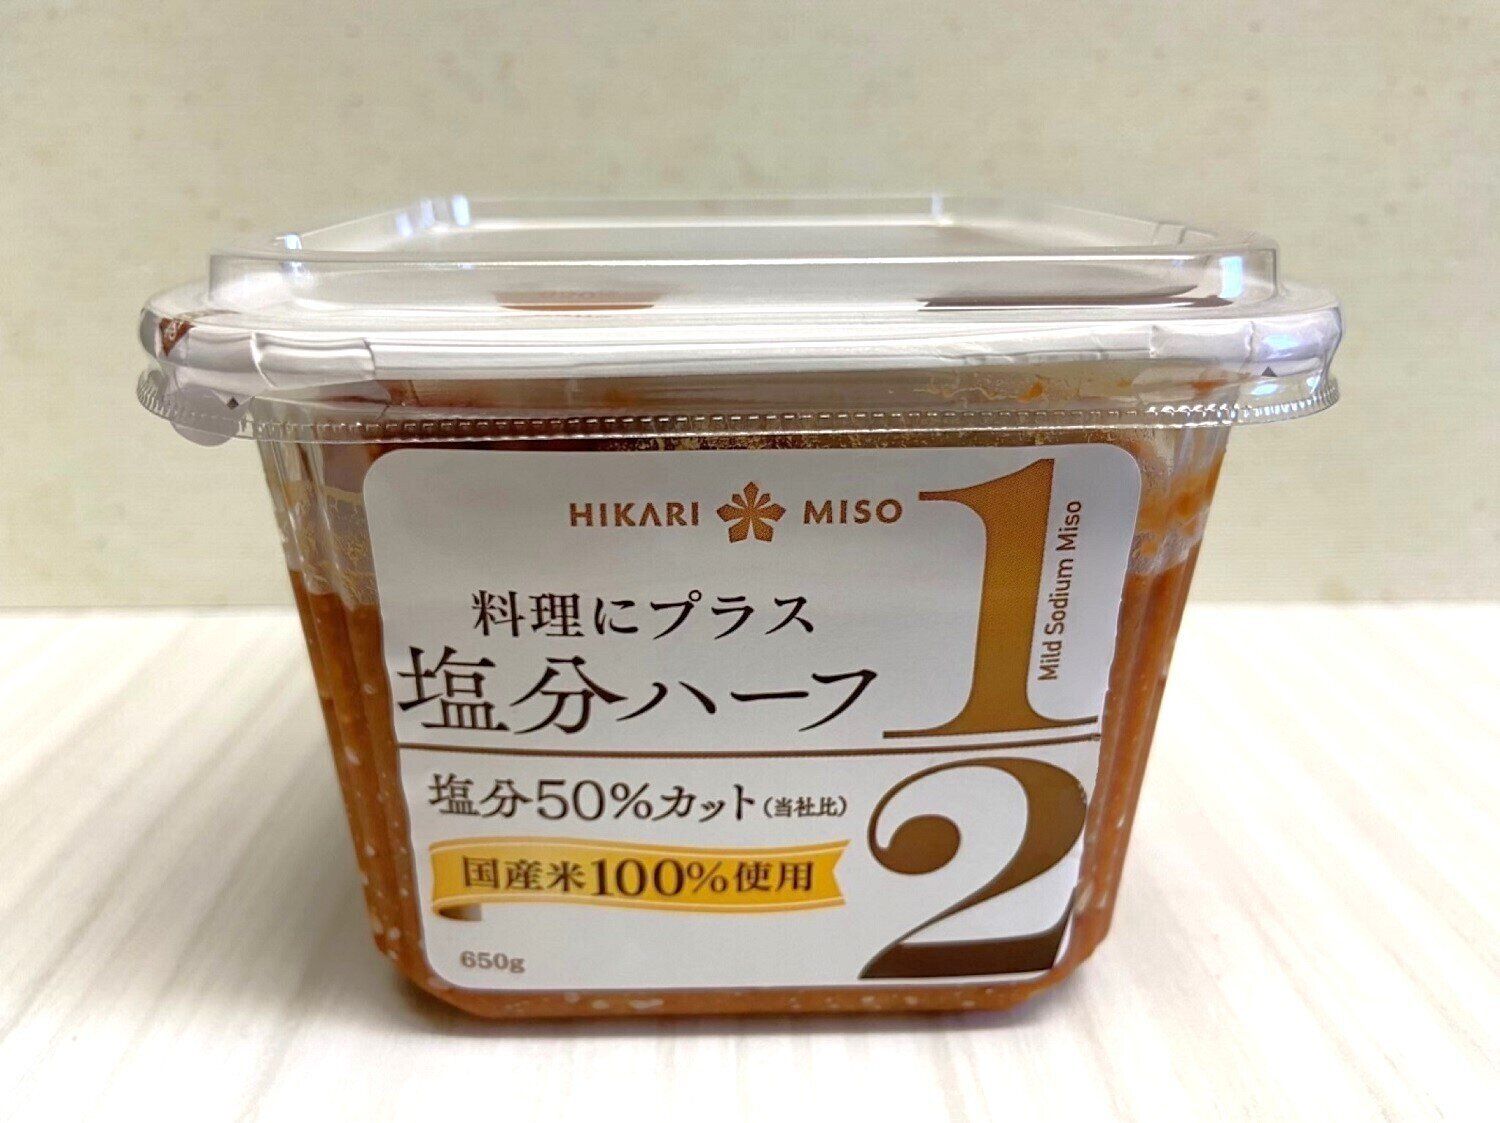 HIKARI MISO
料理にプラス
塩分ハーフ
1
2
Mild Sodium Miso
塩分50%カット(当社比)
国産米100%使用
650g